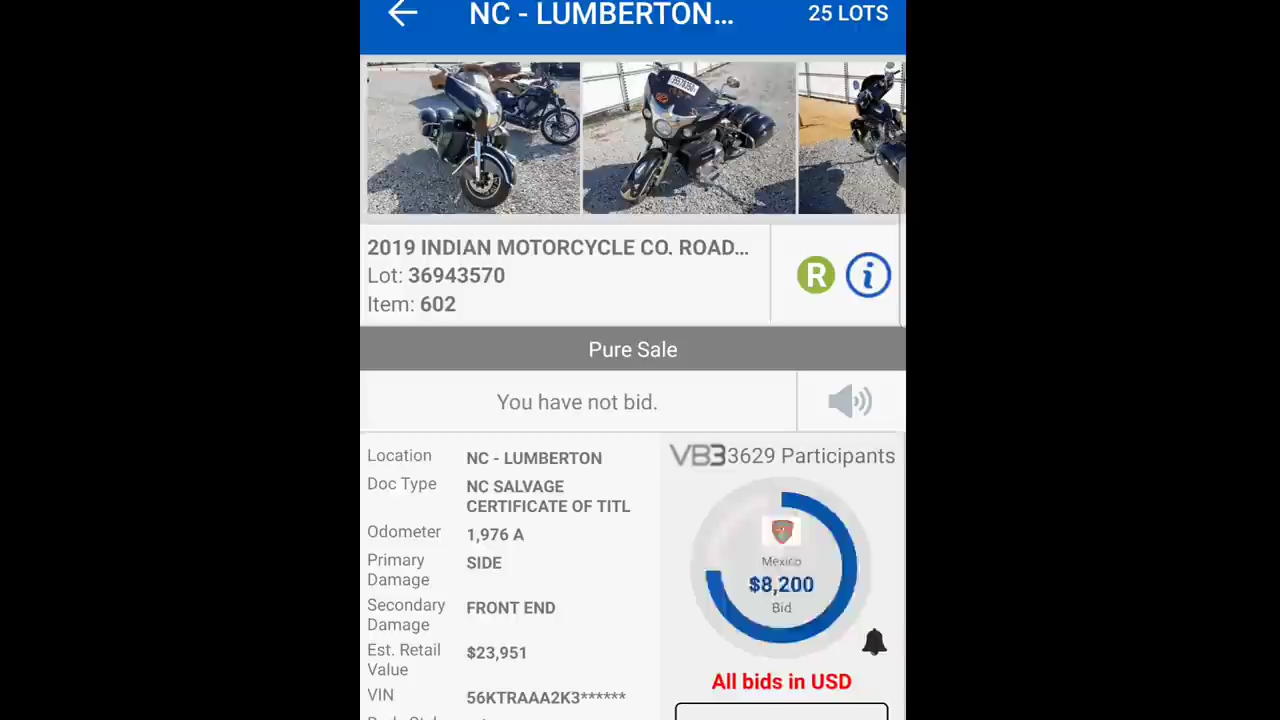 NC - LUMBERTON...
25 LOTS
2019 INDIAN MOTORCYCLE CO. ROAD...
Lot: 36943570
Item: 602
R
i
Pure Sale
You have not bid.
Location NC - LUMBERTON
Doc Type NC SALVAGE
CERTIFICATE OF TITL
Odometer 1,976 A
Primary
Damage SIDE
Secondary
Damage FRONT END
Est. Retail
Value $23,951
VIN 56KTRAAA2K3******
VB3 3629 Participants
Mexico
$8,200
Bid
All bids in USD